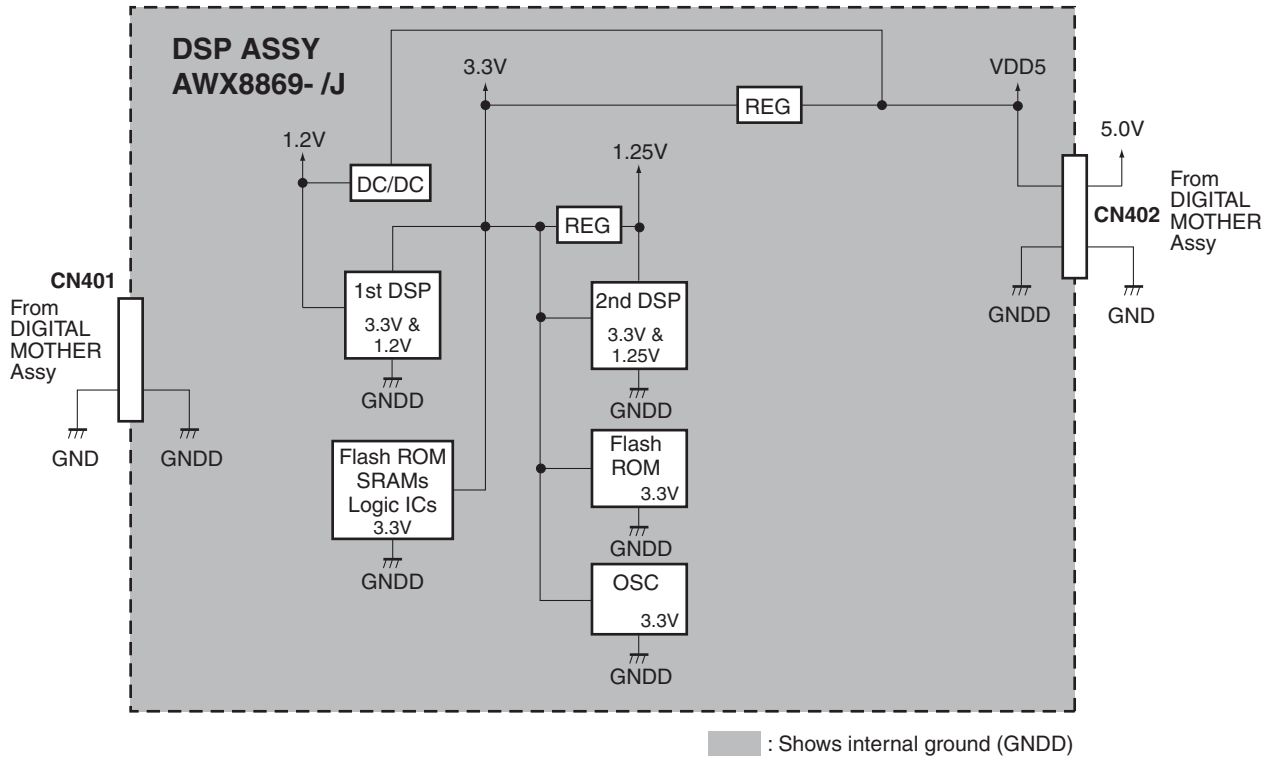 DSP ASSY
AWX8869- /J
3.3V
VDD5
REG
5.0V
1.2V
1.25V
DC/DC
From
DIGITAL
MOTHER
Assy
CN402
REG
CN401
1st DSP
3.3V &
1.2V
2nd DSP
3.3V &
1.25V
GNDD
GND
From
DIGITAL
MOTHER
Assy
GNDD
GNDD
GND
GNDD
Flash ROM
SRAMs
Logic ICs
3.3V
Flash
ROM
3.3V
GNDD
GNDD
OSC
3.3V
GNDD
: Shows internal ground (GNDD)